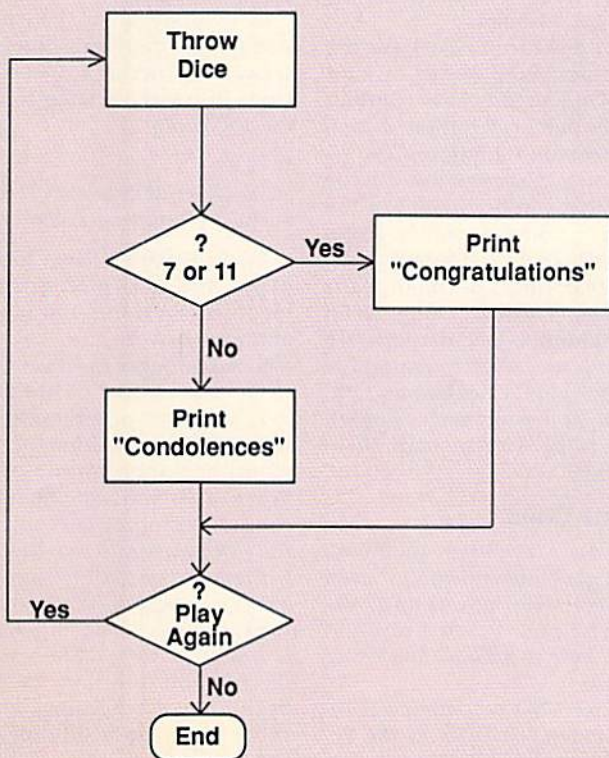 Throw
Dice
?
7 or 11
Yes
Print
"Congratulations"
No
Print
"Condolences"
?
Play
Again
Yes
No
End